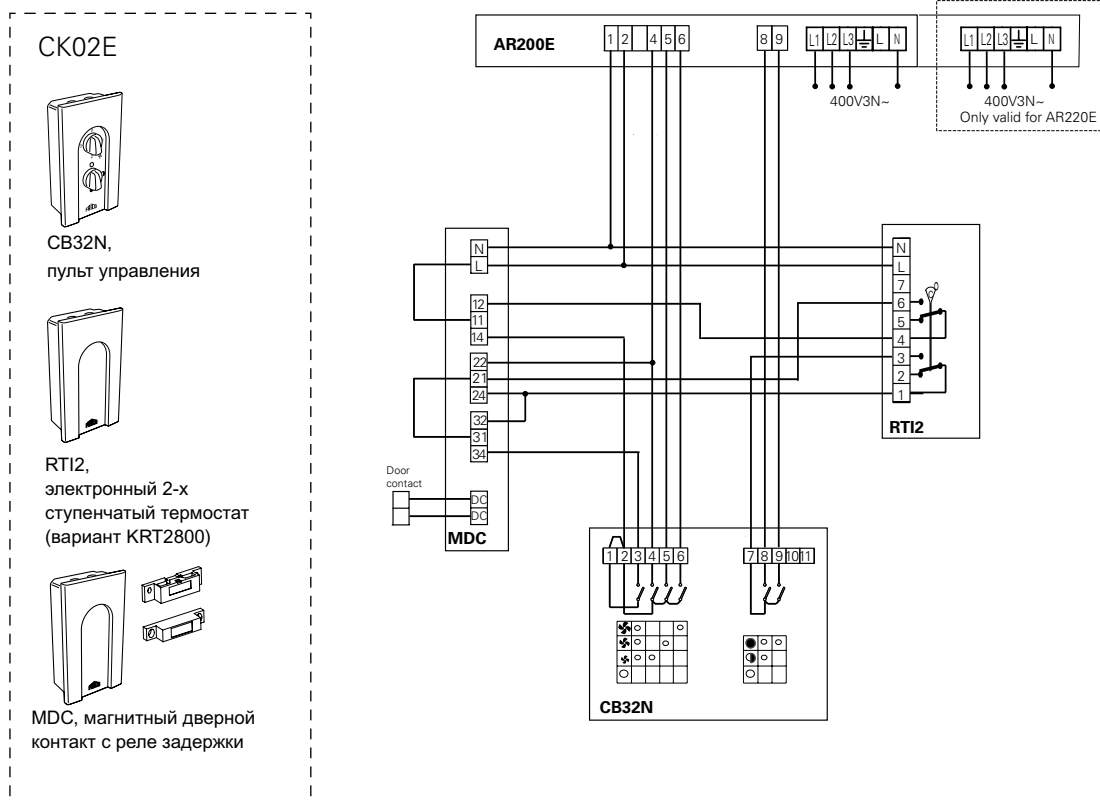 CK02E
CB32N,
пульт управления
RTI2,
электронный 2-х
ступенчатый термостат
(вариант KRT2800)
MDC, магнитный дверной
контакт с реле задержки
AR200E
1 2 4 5 6
8 9
L1 L2 L3 L N
400V3N~
L1 L2 L3 L N
400V3N~
Only valid for AR220E
N
L
12
11
14
22
21
24
32
31
34
Door
contact
DC
DC
MDC
N
L
7
6
5
4
3
2
1
RTI2
1 2 3 4 5 6
7 8 9 10 11
CB32N